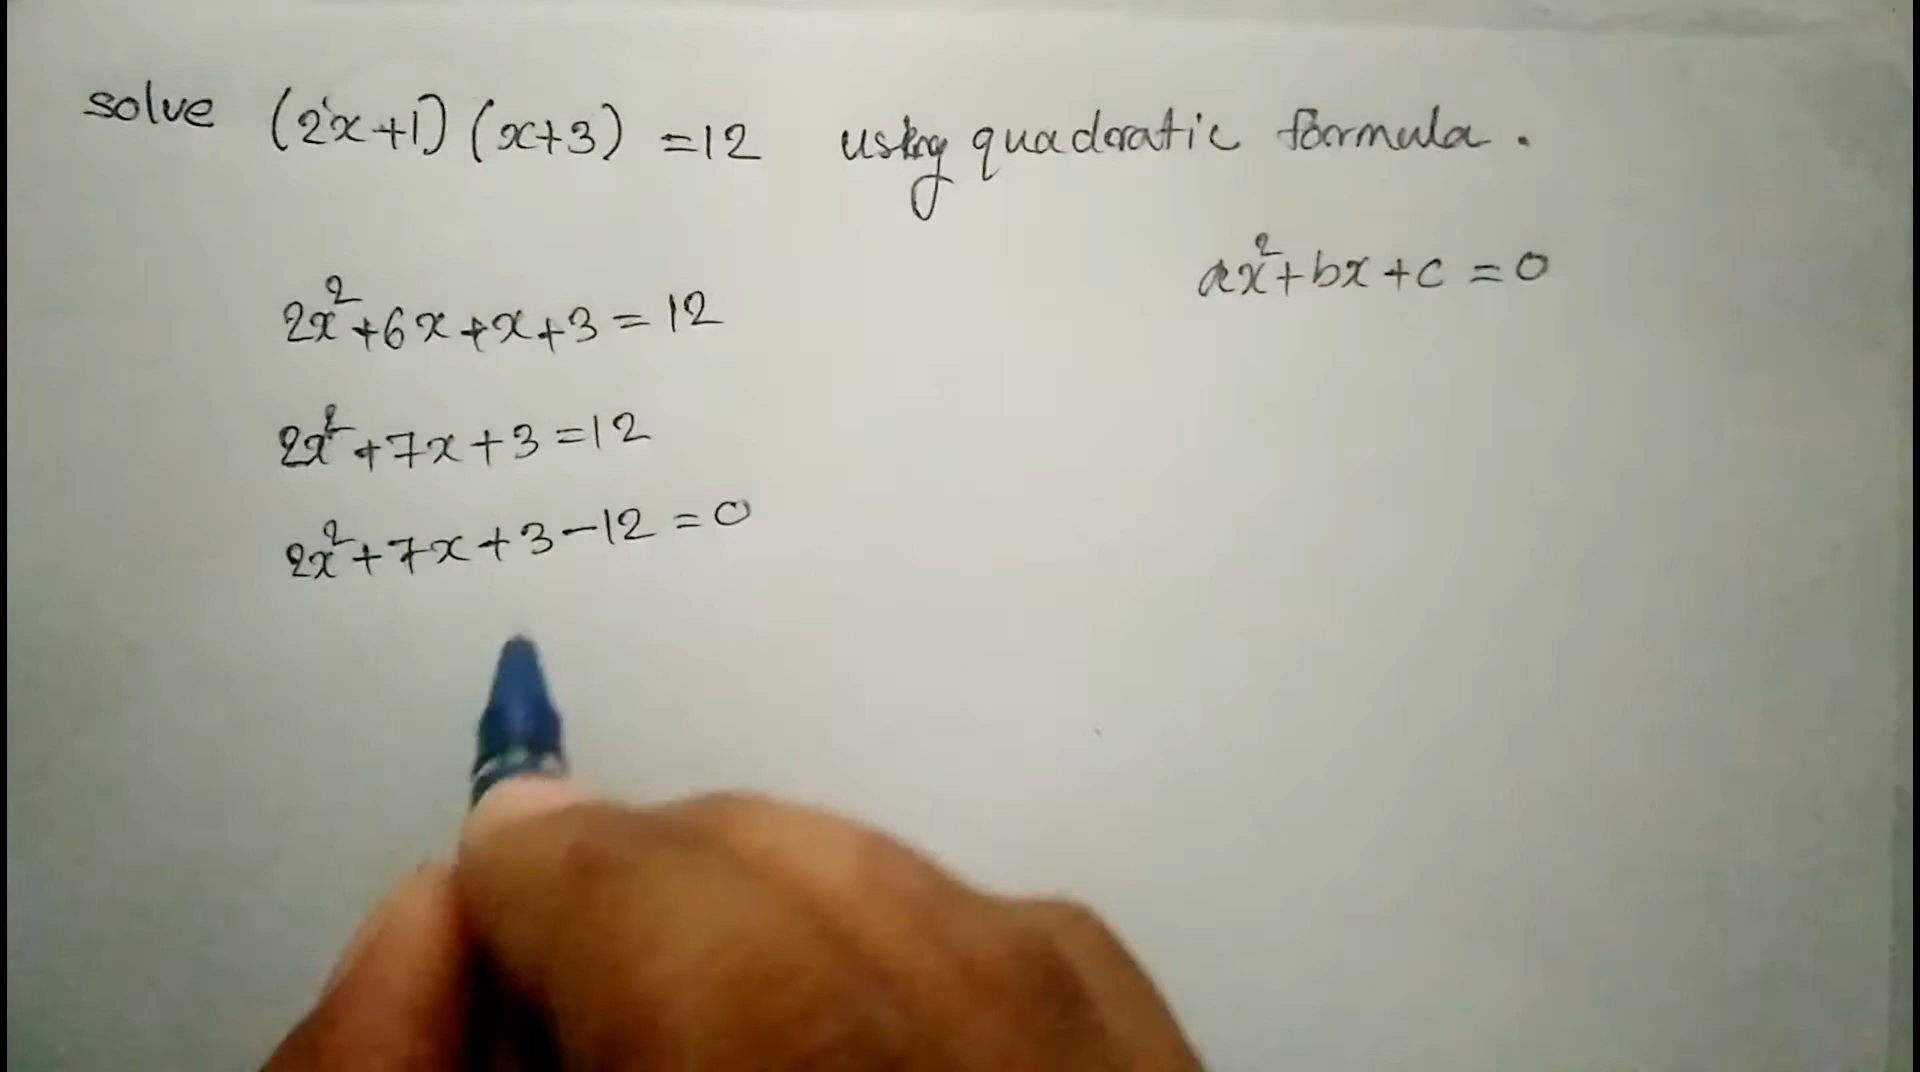 solve (2x+1) (x+3) = 12 using quadratic formula.
ax²+bx+c = 0
2x²+6x+x+3 = 12
2x²+7x+3 = 12
2x²+7x+3-12 = 0